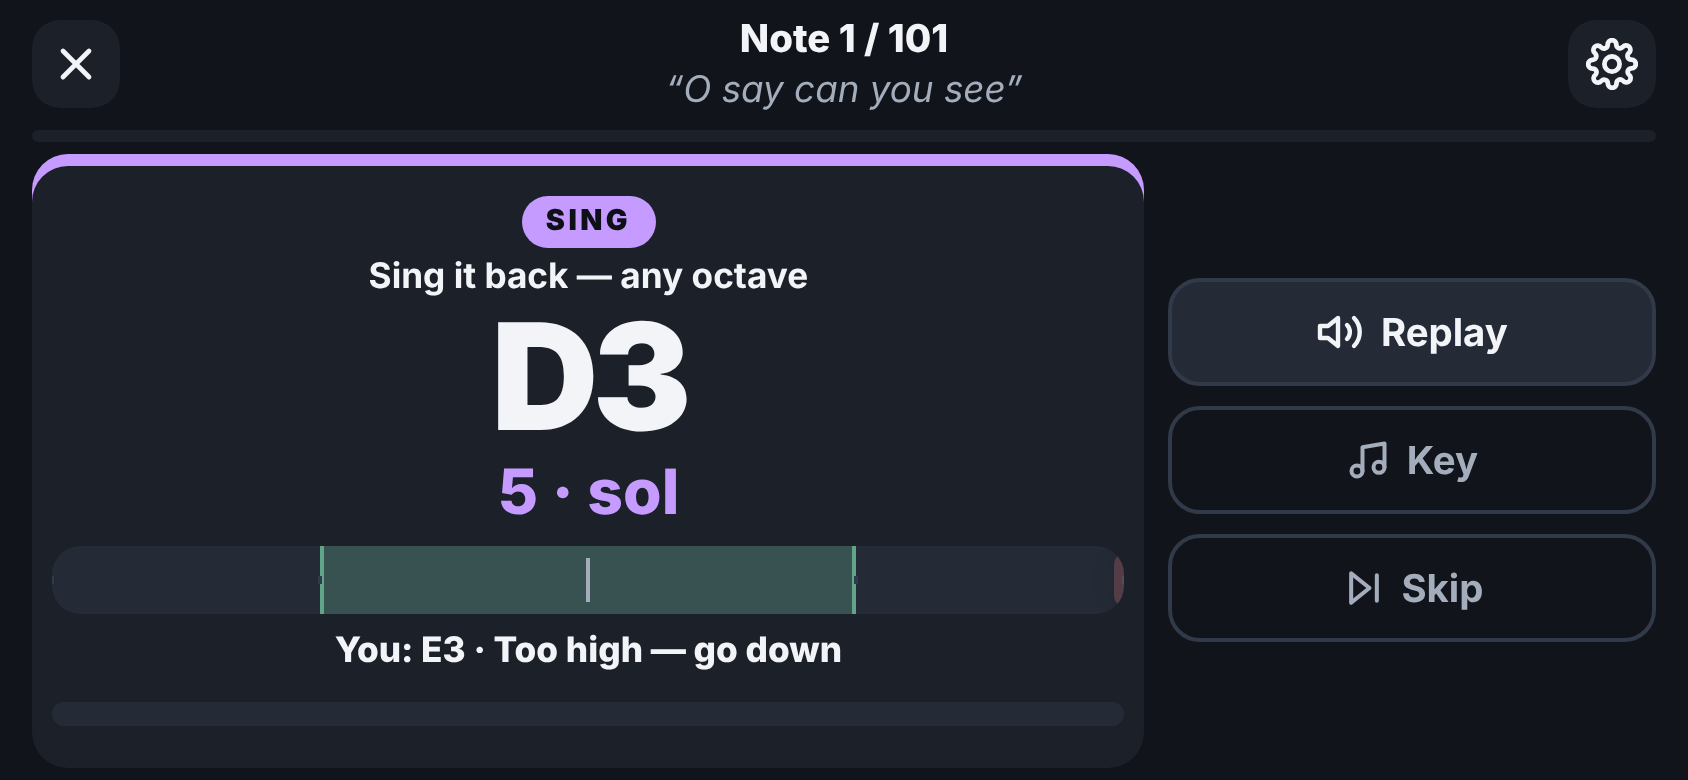 Note 1 / 101
“O say can you see”
SING
Sing it back — any octave
D3
5 · sol
You: E3 · Too high — go down
Replay
Key
Skip